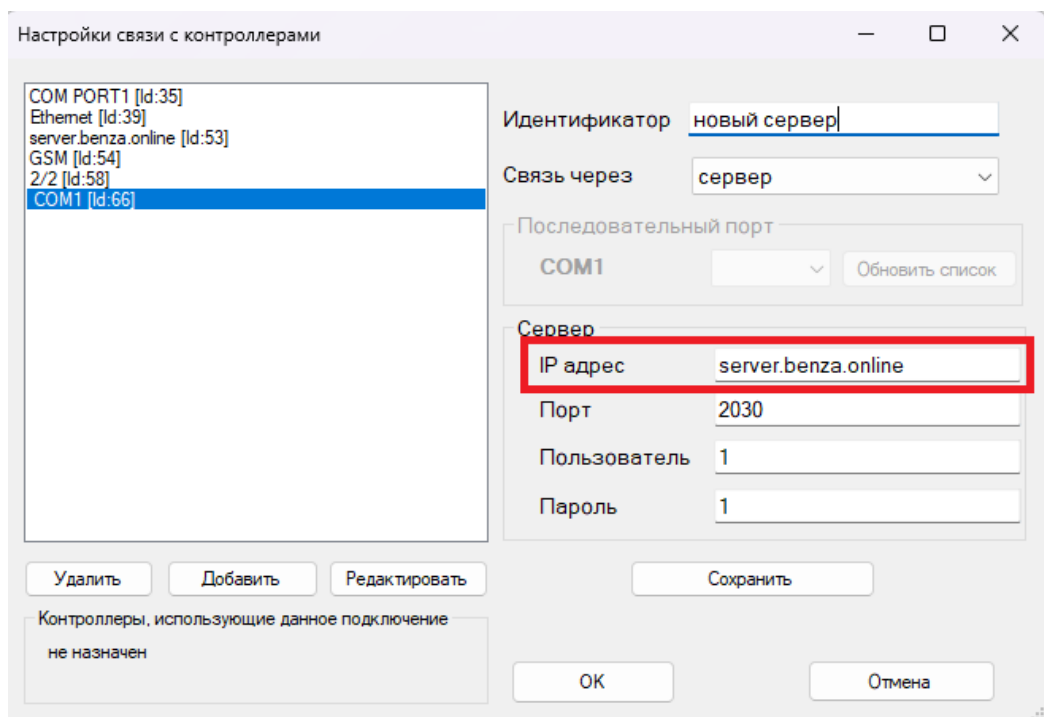 Настройки связи с контроллерами
COM PORT1 [Id:35]
Ethernet [Id:39]
server.benza.online [Id:53]
GSM [Id:54]
2/2 [Id:58]
COM1 [Id:66]
Идентификатор новый сервер
Связь через сервер
Последовательный порт
COM1 Обновить список
Сервер
IP адрес server.benza.online
Порт 2030
Пользователь 1
Пароль 1
Удалить Добавить Редактировать Сохранить
Контроллеры, использующие данное подключение
не назначен
OK Отмена